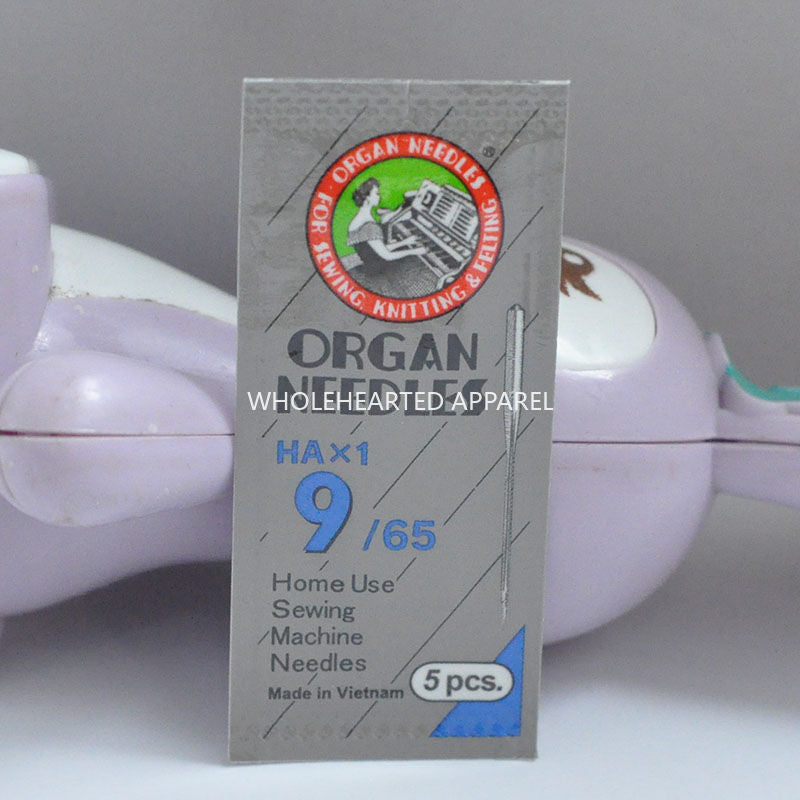 ORGAN NEEDLES ®
FOR SEWING, KNITTING & FELTING
ORGAN
NEEDLES
WHOLEHEARTED APPAREL
HA×1
9/65
Home Use
Sewing
Machine
Needles
Made in Vietnam
5 pcs.